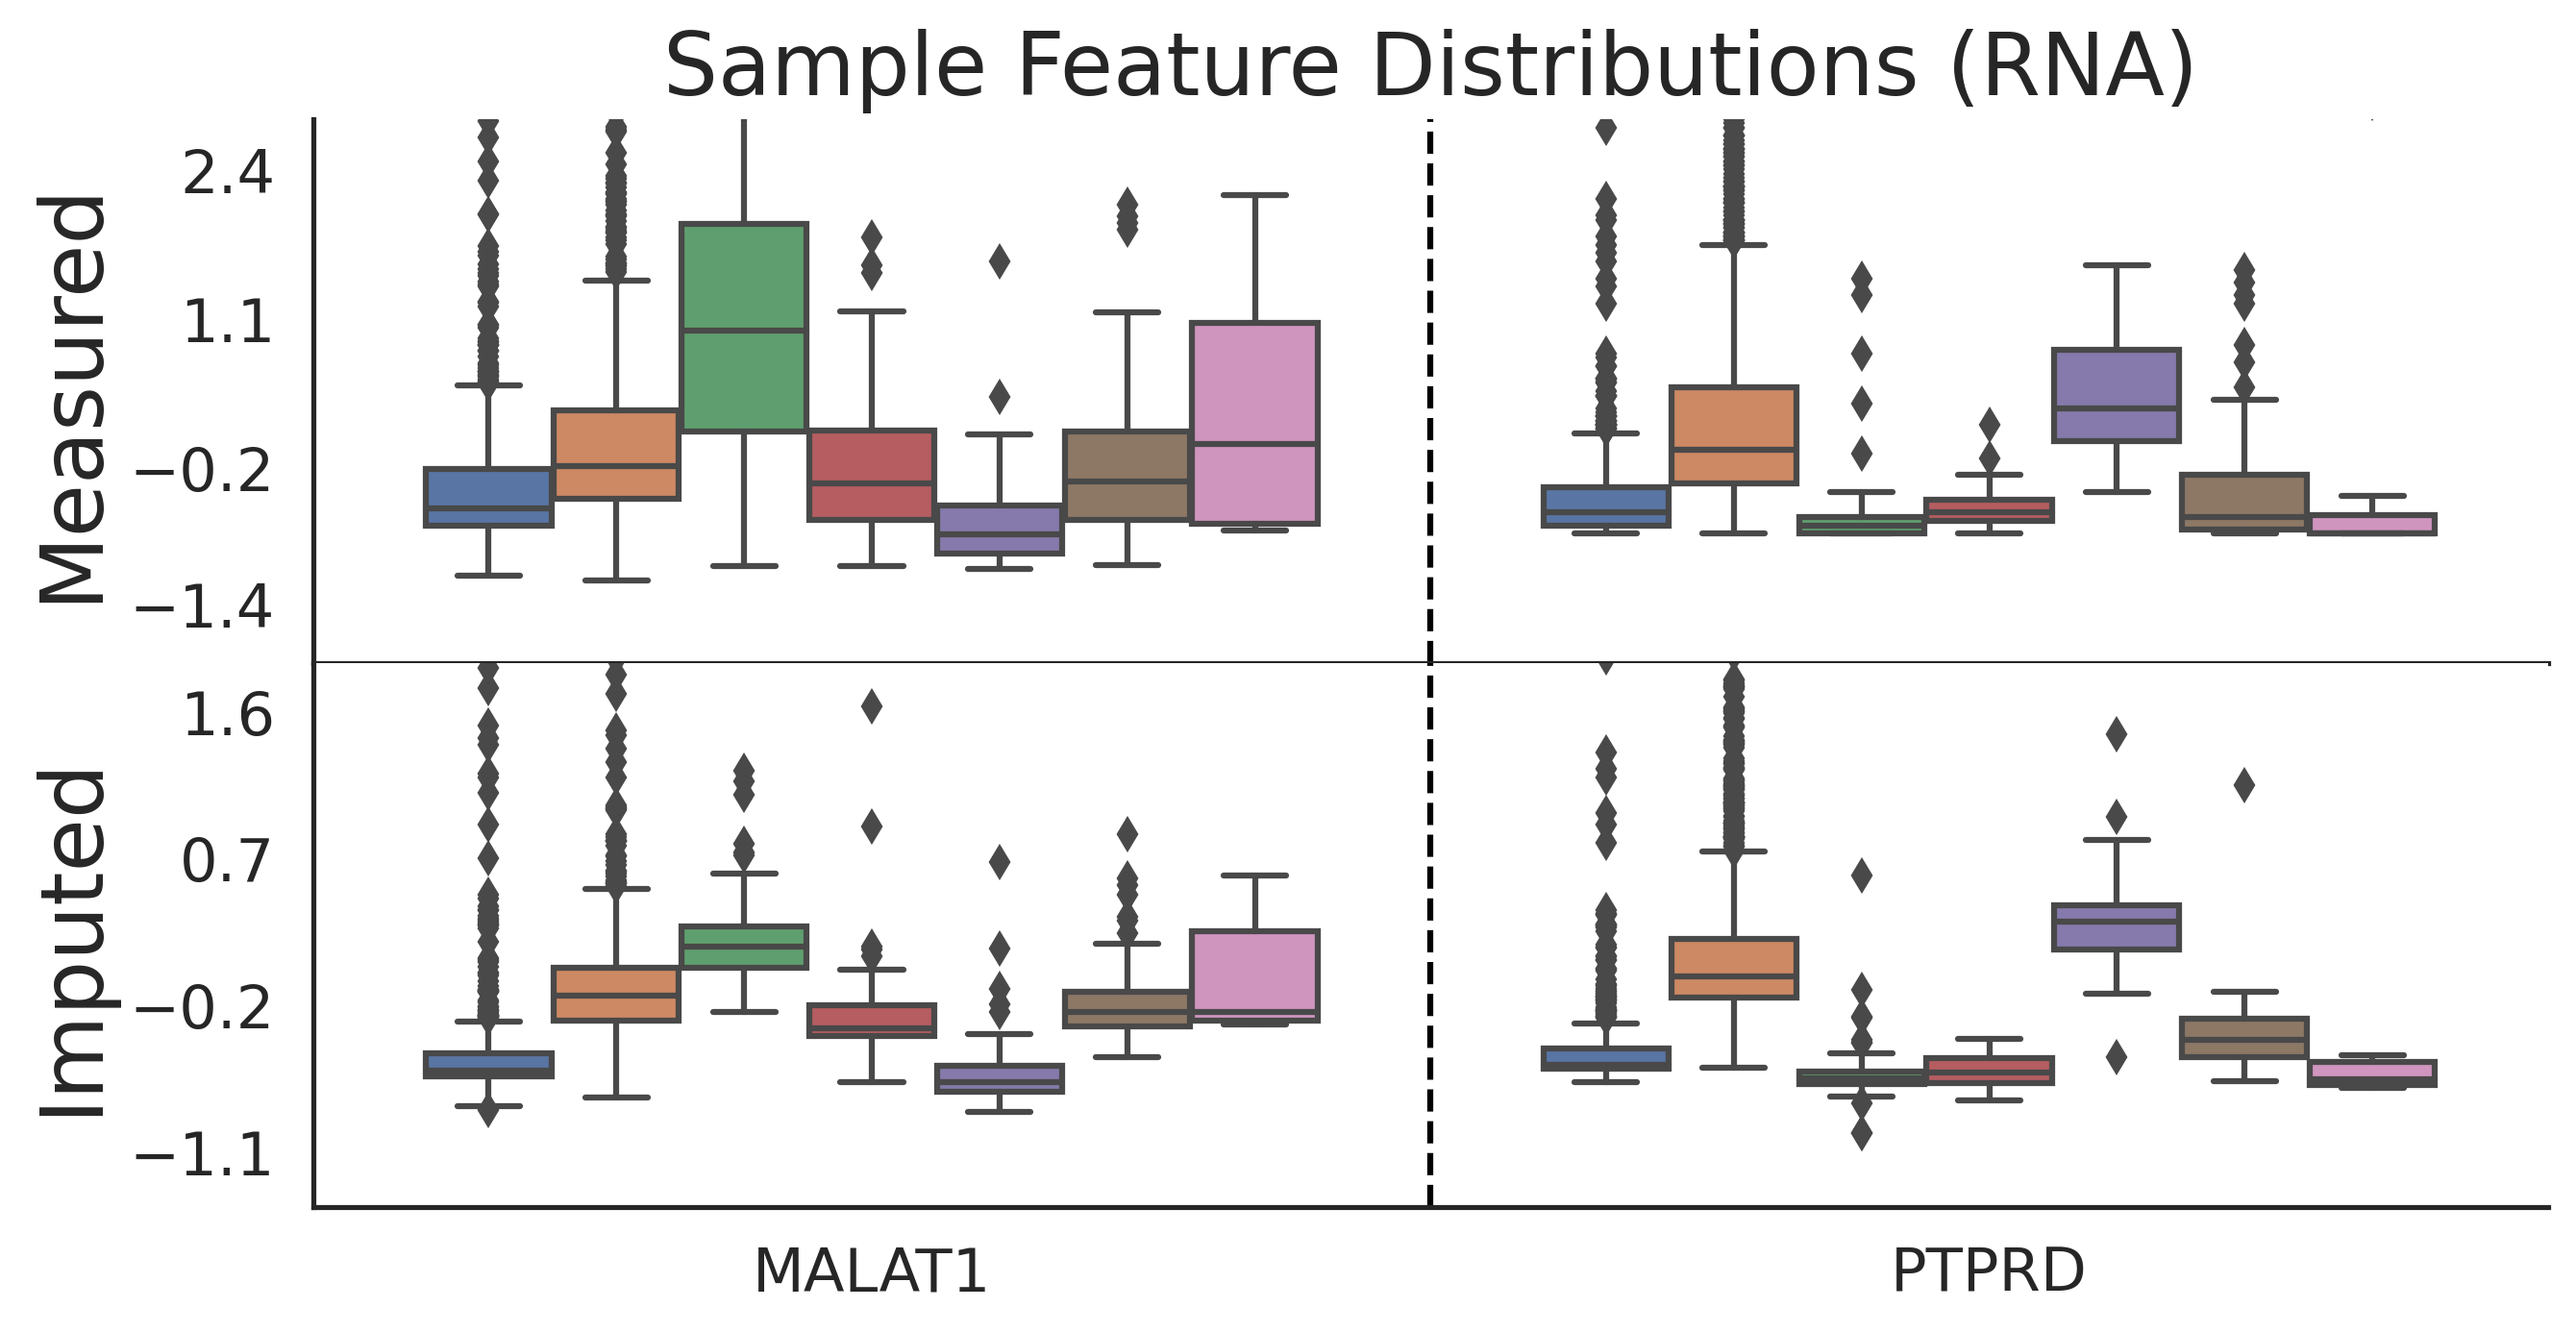 Sample Feature Distributions (RNA)
Measured
2.4
1.1
−0.2
−1.4
Imputed
1.6
0.7
−0.2
−1.1
MALAT1
PTPRD